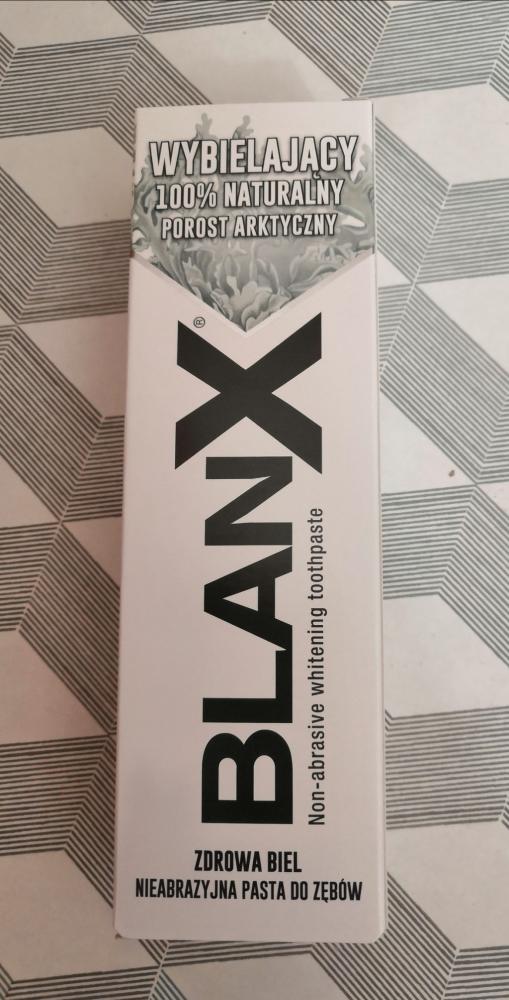 WYBIELAJĄCY
100% NATURALNY
POROST ARKTYCZNY
BLANX®
Non-abrasive whitening toothpaste
ZDROWA BIEL
NIEABRAZYJNA PASTA DO ZĘBÓW